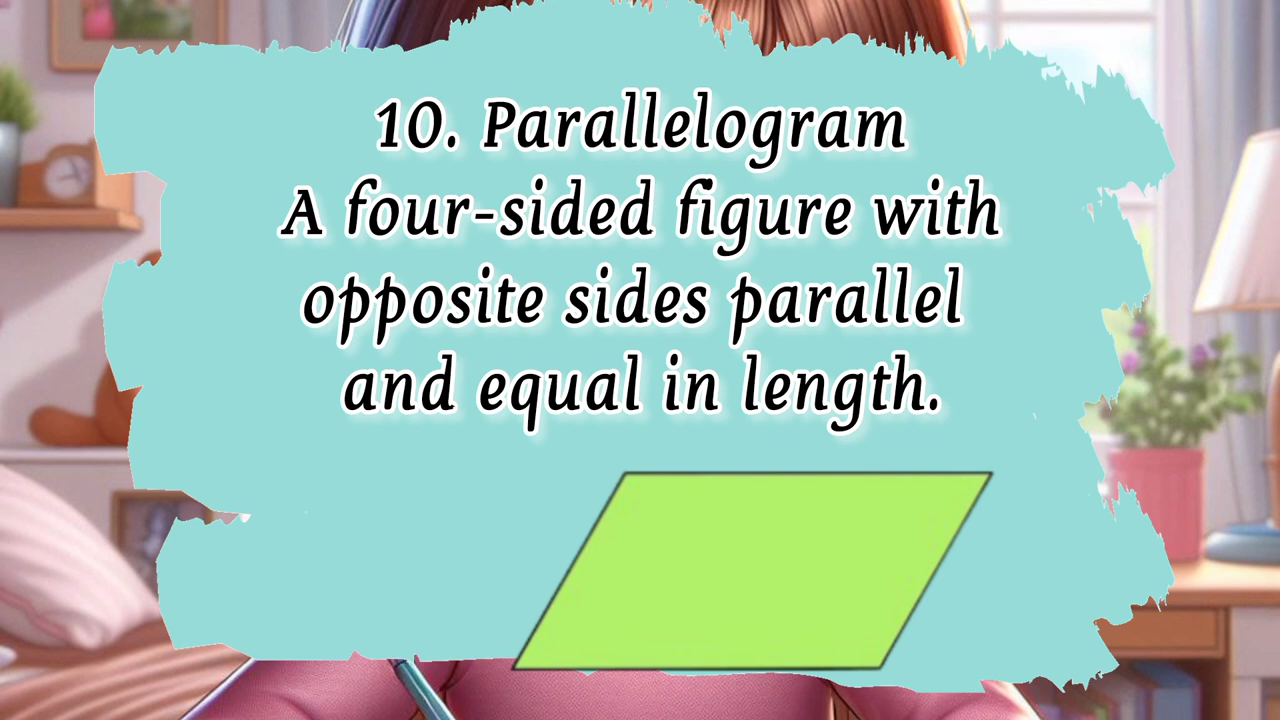 10. Parallelogram
A four-sided figure with
opposite sides parallel
and equal in length.